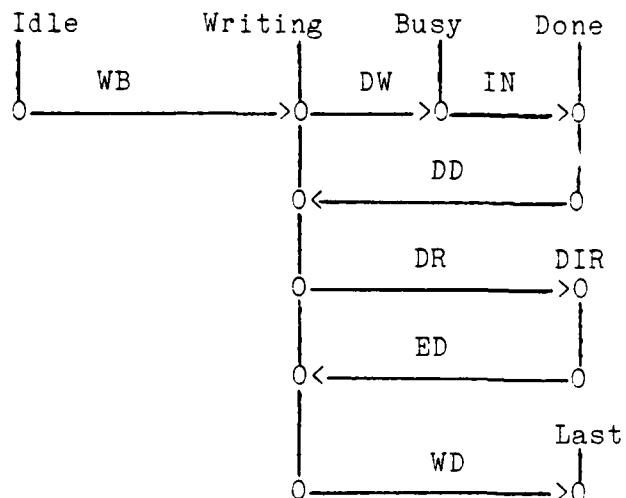 Idle Writing Busy Done
WB DW IN
DD
DR DIR
ED
Last
WD